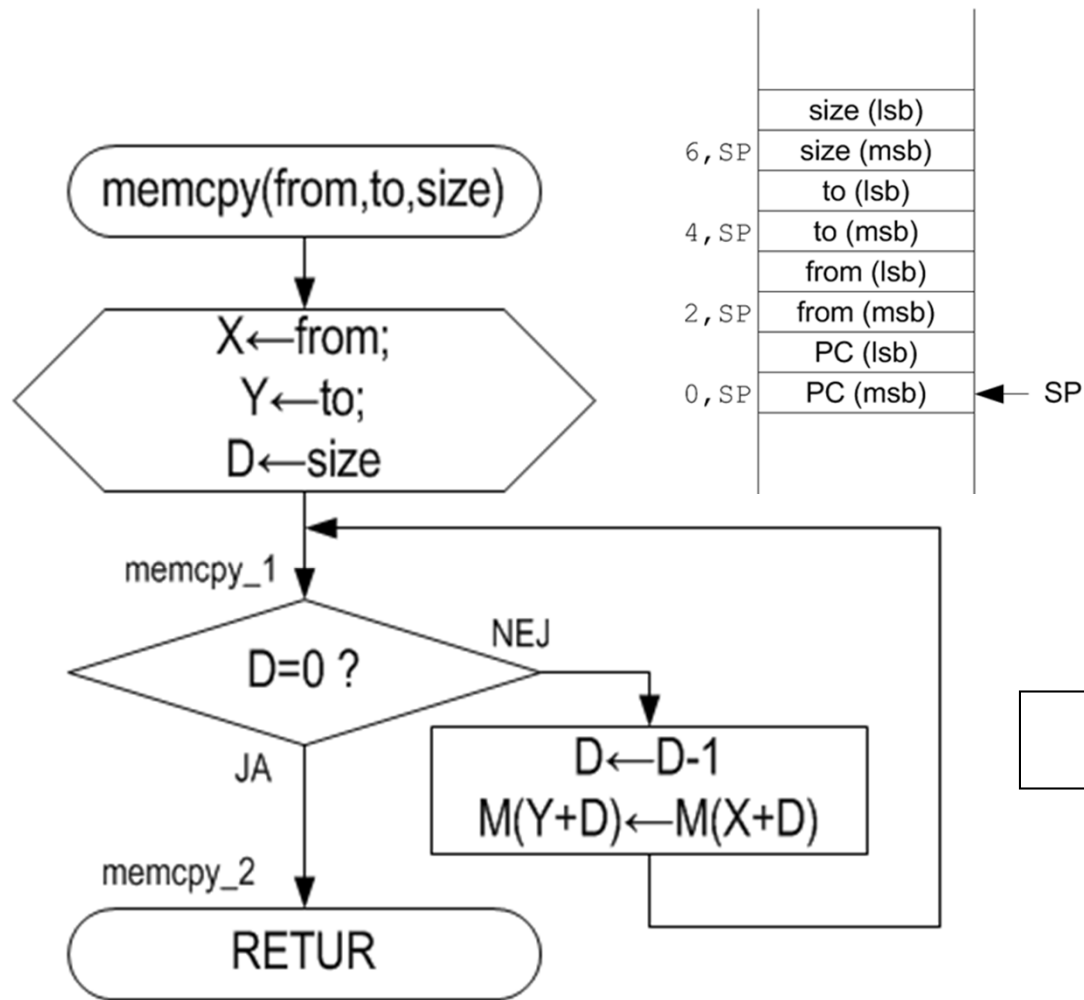 memcpy(from,to,size)
X←from;
Y←to;
D←size
memcpy_1
D=0 ?
NEJ
JA
D←D-1
M(Y+D)←M(X+D)
memcpy_2
RETUR
size (lsb)
6,SP size (msb)
to (lsb)
4,SP to (msb)
from (lsb)
2,SP from (msb)
PC (lsb)
0,SP PC (msb) SP